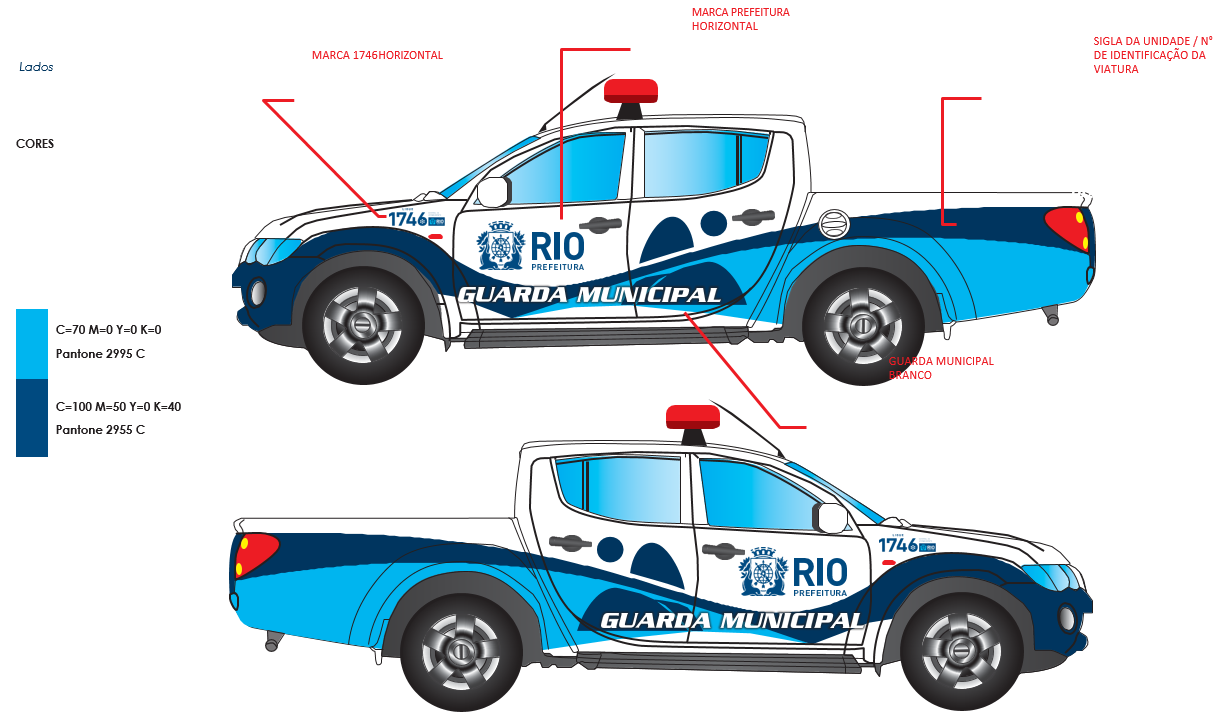 MARCA PREFEITURA
HORIZONTAL
MARCA 1746HORIZONTAL
SIGLA DA UNIDADE / N°
DE IDENTIFICAÇÃO DA
VIATURA
Lados
CORES
1746
RIO
RIO
PREFEITURA
GUARDA MUNICIPAL
C=70 M=0 Y=0 K=0
Pantone 2995 C
GUARDA MUNICIPAL
BRANCO
C=100 M=50 Y=0 K=40
Pantone 2955 C
1746
RIO
RIO
PREFEITURA
GUARDA MUNICIPAL